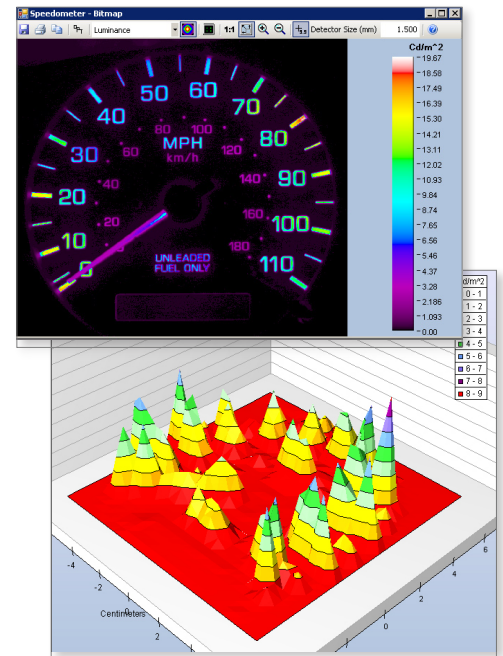 Speedometer - Bitmap
Luminance 1:1 Detector Size (mm) 1.500
Cd/m^2
19.67
18.58
17.49
16.39
15.30
14.21
13.11
12.02
10.93
9.84
8.74
7.65
6.56
5.46
4.37
3.28
2.186
1.093
0.00
50 60
40 70
80 100
30 60 MPH 120 80
km/h
40 140 90
20
20 160 100
10 180
0 UNLEADED 110
FUEL ONLY
d/m^2
0 - 1
1 - 2
2 - 3
3 - 4
4 - 5
5 - 6
6 - 7
7 - 8
8 - 9
-4 6
-2 4
Centimeters 0 2
2 0